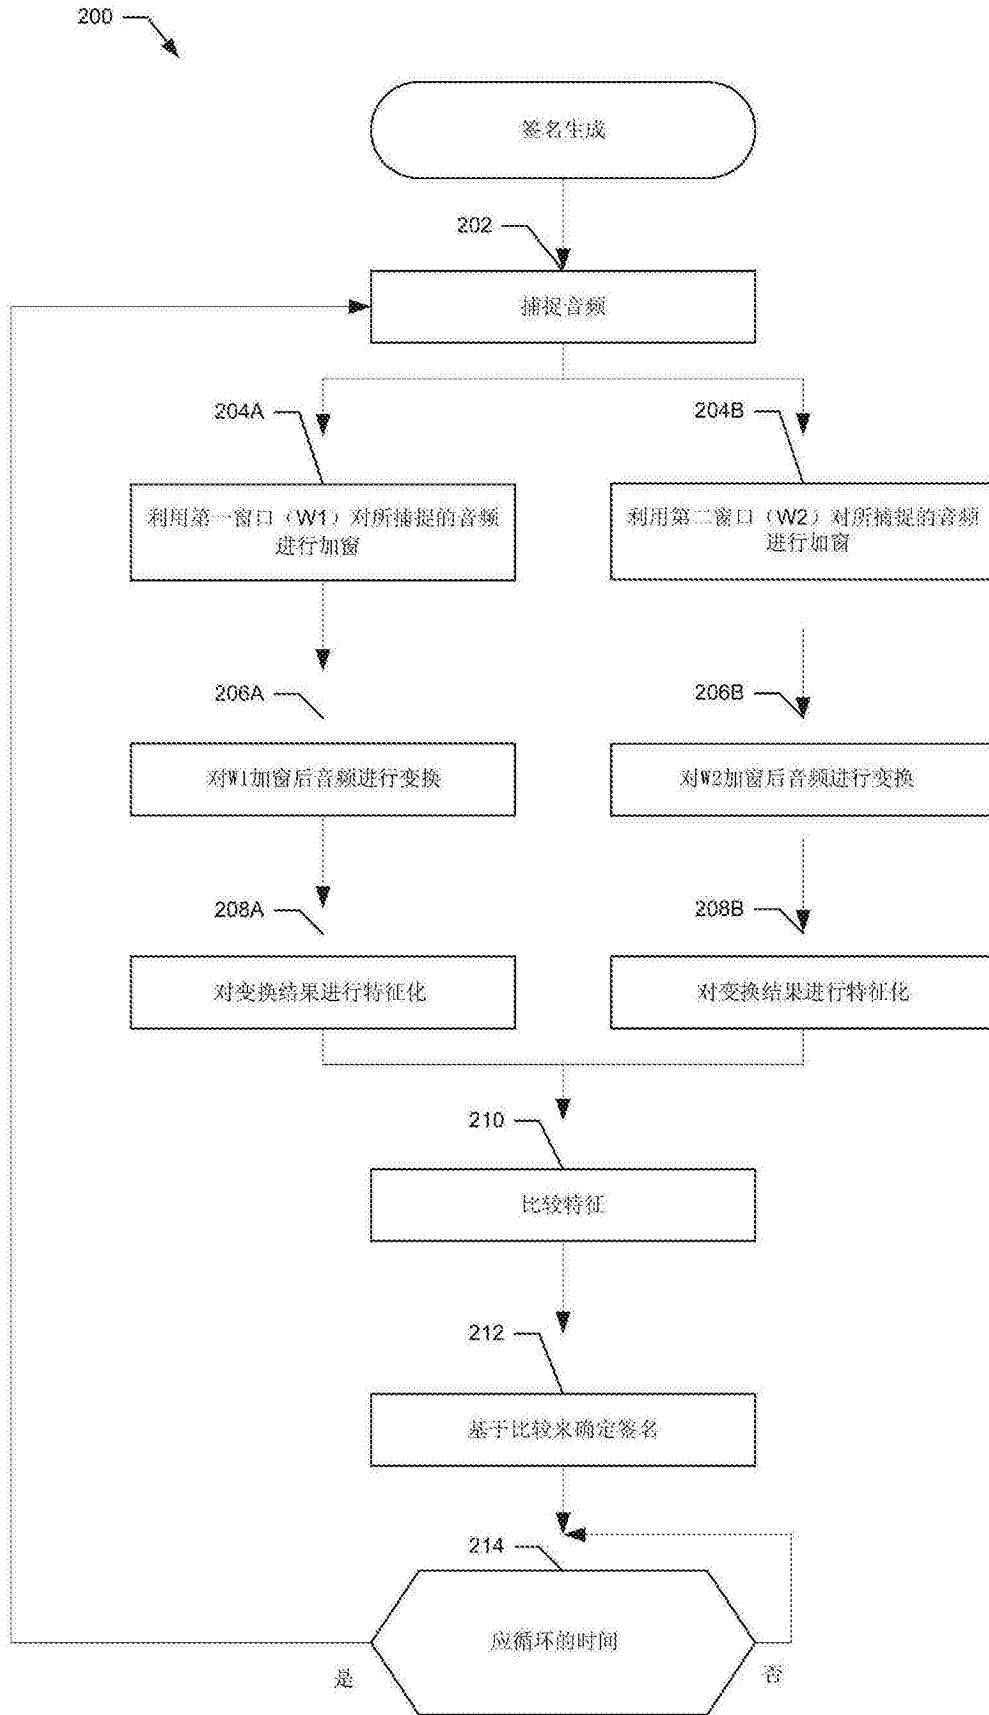 200
签名生成
202
捕捉音频
204A
204B
利用第一窗口（W1）对所捕捉的音频
进行加窗
利用第二窗口（W2）对所捕捉的音频
进行加窗
206A
206B
对W1加窗后音频进行变换
对W2加窗后音频进行变换
208A
208B
对变换结果进行特征化
对变换结果进行特征化
210
比较特征
212
基于比较来确定签名
214
应循环的时间
是
否